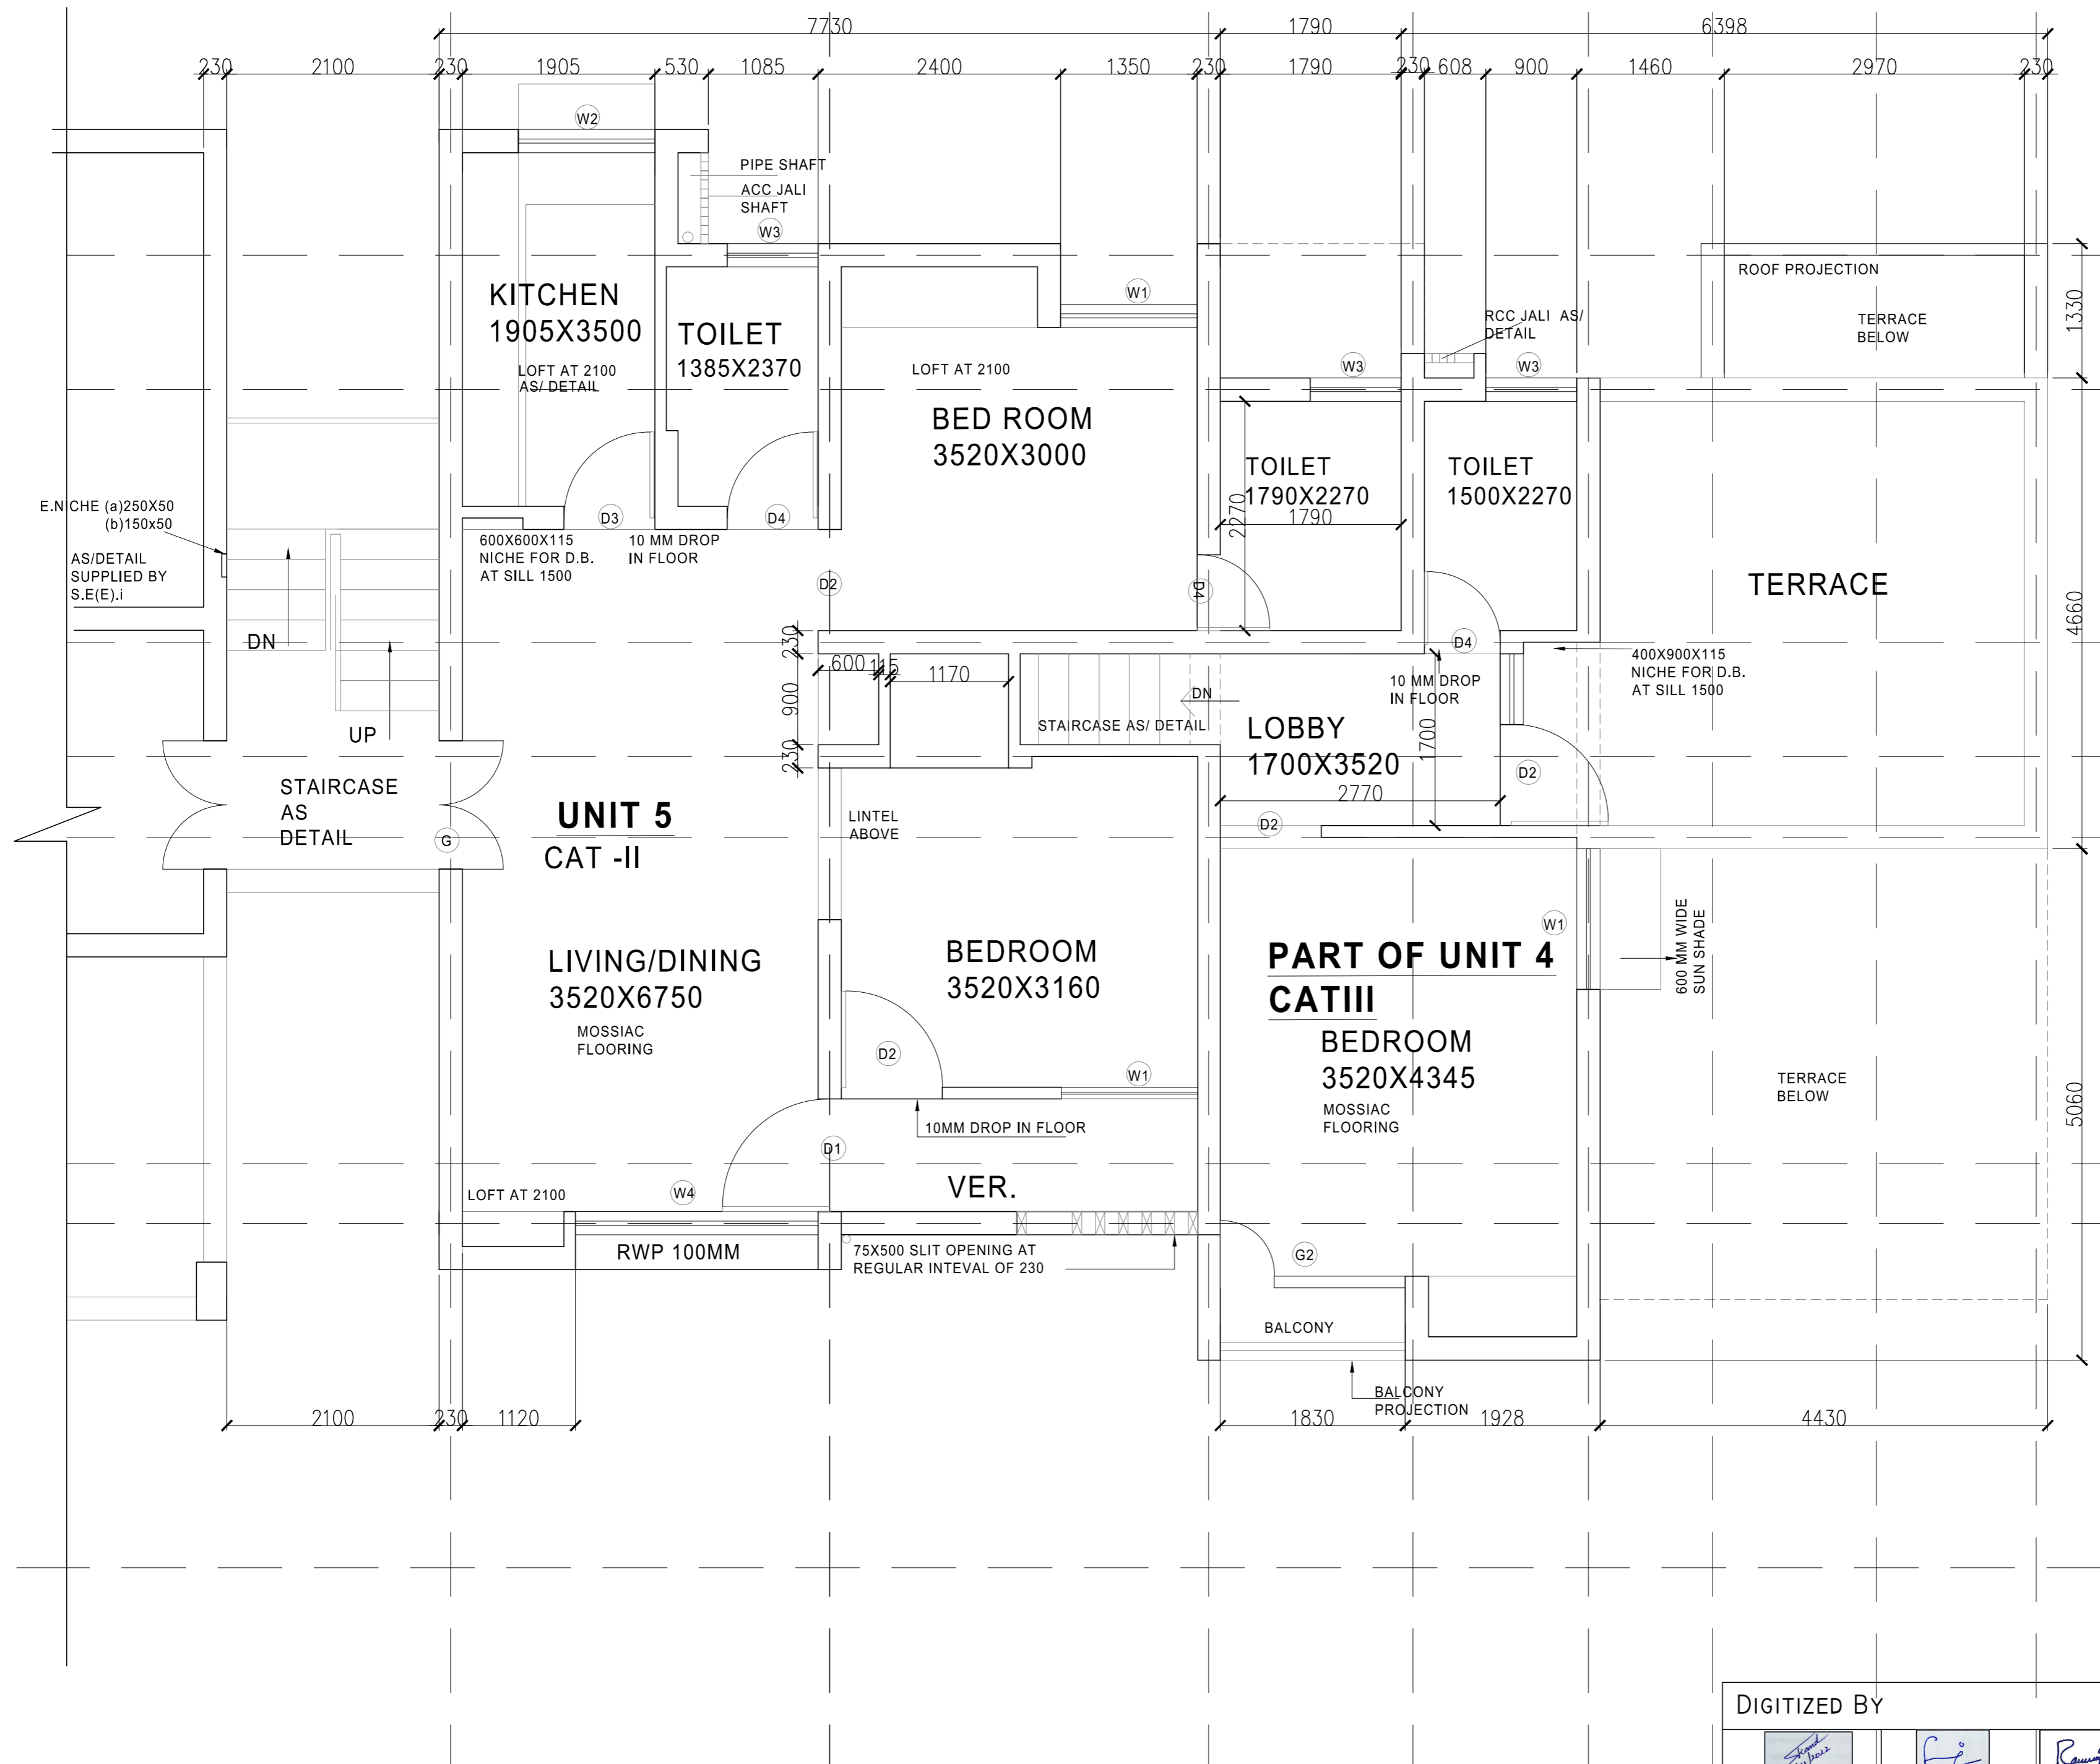 7730
1790
6398
230
2100
230
1905
530
1085
2400
1350
230
1790
230
608
900
1460
2970
230
W2
PIPE SHAFT
ACC JALI
SHAFT
W3
KITCHEN
1905X3500
LOFT AT 2100
AS/ DETAIL
TOILET
1385X2370
W1
LOFT AT 2100
BED ROOM
3520X3000
RCC JALI AS/
DETAIL
W3
W3
ROOF PROJECTION
TERRACE
BELOW
1330
TOILET
1790X2270
1790
2270
TOILET
1500X2270
E.NICHE (a)250X50
(b)150x50
AS/DETAIL
SUPPLIED BY
S.E(E).i
DN
UP
D3
D4
600X600X115
NICHE FOR D.B.
AT SILL 1500
10 MM DROP
IN FLOOR
D2
D4
D4
TERRACE
4660
230
900
230
600
115
1170
DN
STAIRCASE AS/ DETAIL
10 MM DROP
IN FLOOR
400X900X115
NICHE FOR D.B.
AT SILL 1500
LOBBY
1700X3520
1700
2770
D2
D2
STAIRCASE
AS
DETAIL
G
UNIT 5
CAT -II
LINTEL
ABOVE
LIVING/DINING
3520X6750
MOSSIAC
FLOORING
BEDROOM
3520X3160
D2
W1
PART OF UNIT 4
CATIII
BEDROOM
3520X4345
MOSSIAC
FLOORING
W1
600 MM WIDE
SUN SHADE
TERRACE
BELOW
5060
10MM DROP IN FLOOR
D1
VER.
LOFT AT 2100
W4
RWP 100MM
75X500 SLIT OPENING AT
REGULAR INTEVAL OF 230
G2
BALCONY
BALCONY
PROJECTION
2100
230
1120
1830
1928
4430
DIGITIZED BY